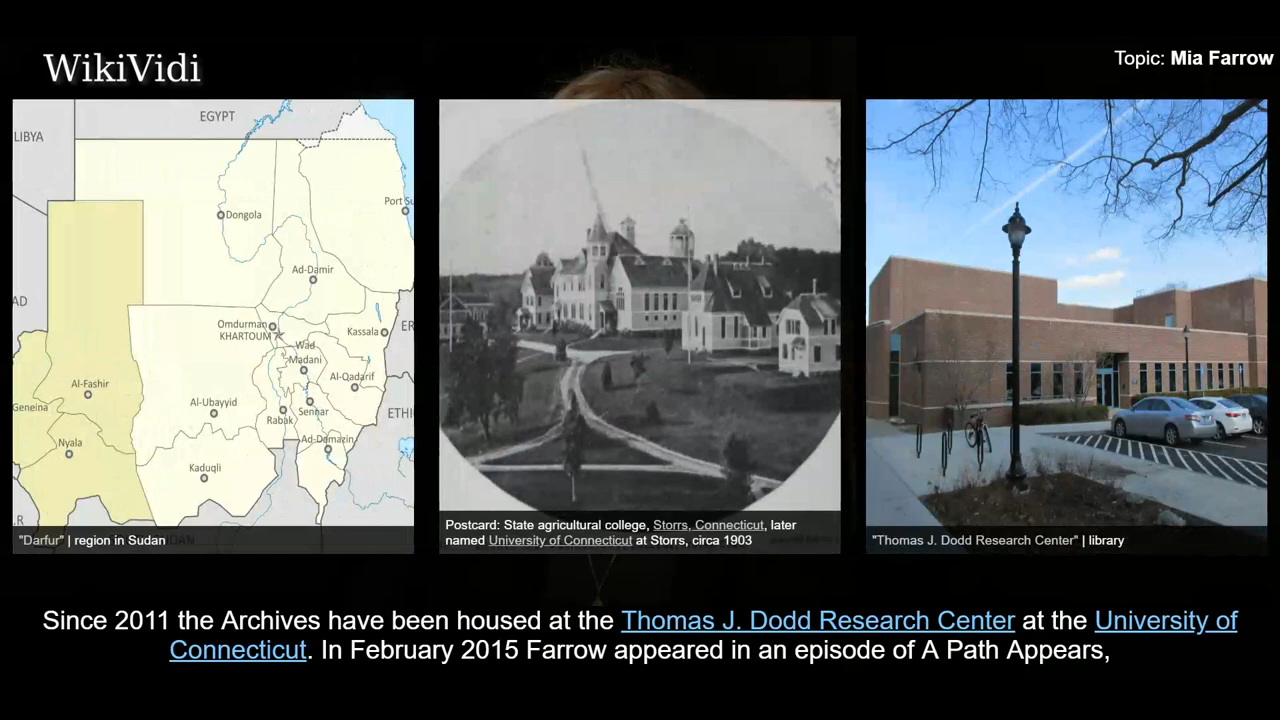 WikiVidi
Topic: Mia Farrow
EGYPT
LIBYA
Dongola
Ad-Damir
Omdurman
KHARTOUM
Kassala
Wad
Madani
Al-Fashir
Al-Qadarif
Al-Ubayyid
Geneina
Rabak
Sennar
Nyala
Ad-Damazin
Kaduqli
"Darfur" | region in Sudan
Postcard: State agricultural college, Storrs, Connecticut, later
named University of Connecticut at Storrs, circa 1903
"Thomas J. Dodd Research Center" | library
Since 2011 the Archives have been housed at the Thomas J. Dodd Research Center at the University of
Connecticut. In February 2015 Farrow appeared in an episode of A Path Appears,